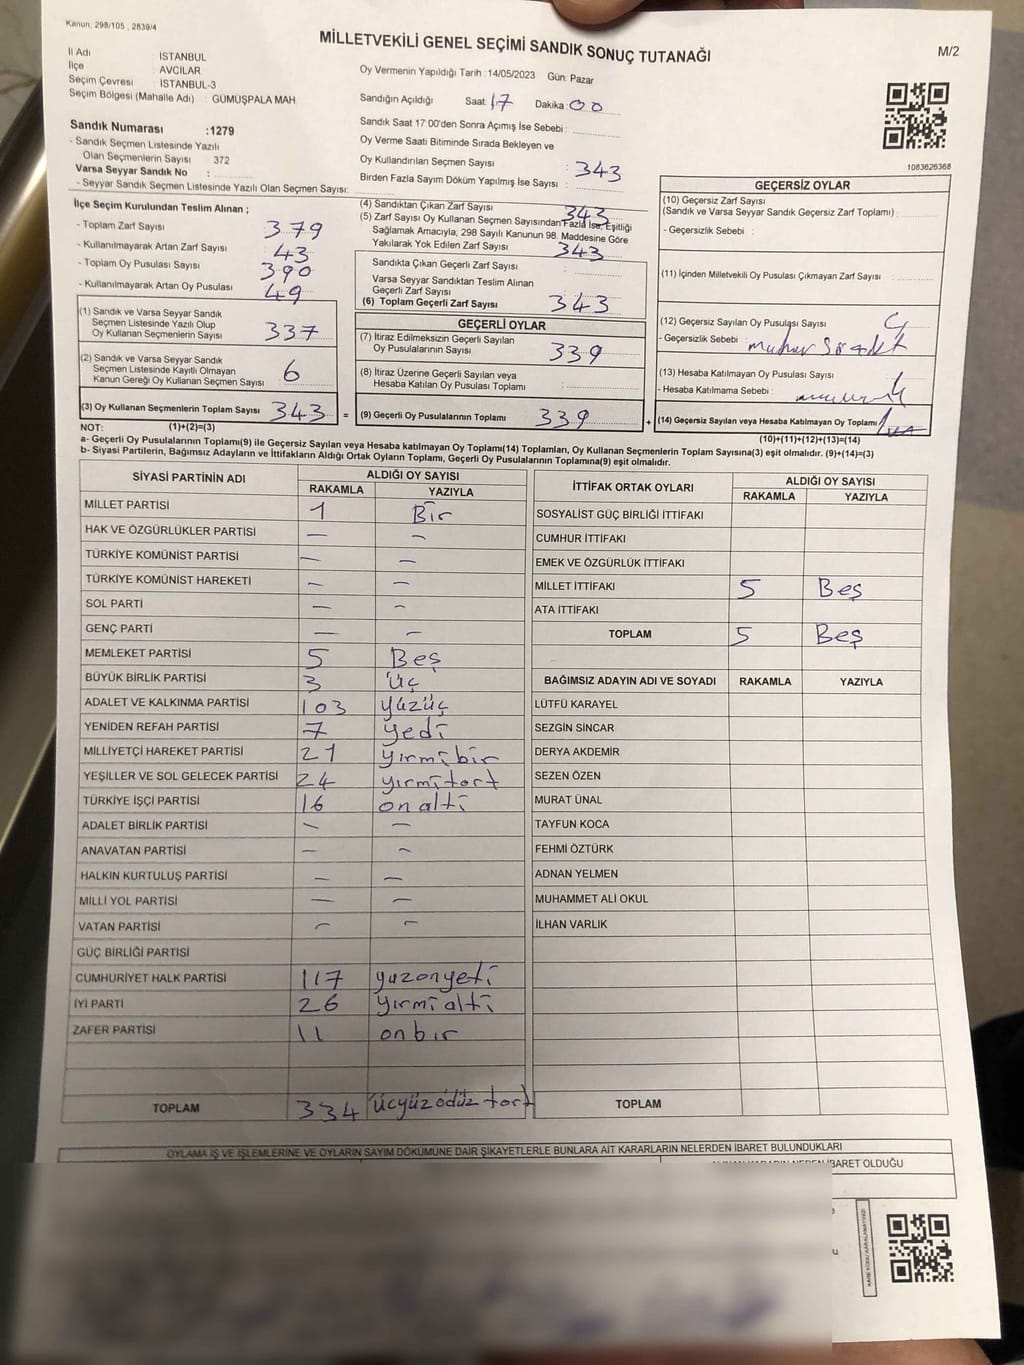 Kanun, 298/105 , 2839/4
MİLLETVEKİLİ GENEL SEÇİMİ SANDIK SONUÇ TUTANAĞI
M/2
İl Adı İSTANBUL
İlçe AVCILAR
Seçim Çevresi İSTANBUL-3
Seçim Bölgesi (Mahalle Adı) : GÜMÜŞPALA MAH.
Oy Vermenin Yapıldığı Tarih :14/05/2023 Gün: Pazar
Sandığın Açıldığı Saat: 17 Dakika: 00
Sandık Saat 17:00'den Sonra Açımış İse Sebebi :
Oy Verme Saati Bitiminde Sırada Bekleyen ve
Oy Kullandırılan Seçmen Sayısı : 343
Birden Fazla Sayım Döküm Yapılmış İse Sayısı :
Sandık Numarası :1279
- Sandık Seçmen Listesinde Yazılı
Olan Seçmenlerin Sayısı : 372
Varsa Seyyar Sandık No :
- Seyyar Sandık Seçmen Listesinde Yazılı Olan Seçmen Sayısı:
1083626368
İlçe Seçim Kurulundan Teslim Alınan ;
- Toplam Zarf Sayısı 379
- Kullanılmayarak Artan Zarf Sayısı 43
- Toplam Oy Pusulası Sayısı 390
- Kullanılmayarak Artan Oy Pusulası 49
(1) Sandık ve Varsa Seyyar Sandık
Seçmen Listesinde Yazılı Olup
Oy Kullanan Seçmenlerin Sayısı 337
(2) Sandık ve Varsa Seyyar Sandık
Seçmen Listesinde Kayıtlı Olmayan
Kanun Gereği Oy Kullanan Seçmen Sayısı 6
(3) Oy Kullanan Seçmenlerin Toplam Sayısı 343 =
(4) Sandıktan Çıkan Zarf Sayısı 343
(5) Zarf Sayısı Oy Kullanan Seçmen Sayısından Fazla İse, Eşitliği
Sağlamak Amacıyla; 298 Sayılı Kanunun 98. Maddesine Göre
Yakılarak Yok Edilen Zarf Sayısı 343
Sandıkta Çıkan Geçerli Zarf Sayısı :
Varsa Seyyar Sandıktan Teslim Alınan
Geçerli Zarf Sayısı :
(6) Toplam Geçerli Zarf Sayısı 343
GEÇERLİ OYLAR
(7) İtiraz Edilmeksizin Geçerli Sayılan
Oy Pusulalarının Sayısı 339
(8) İtiraz Üzerine Geçerli Sayılan veya
Hesaba Katılan Oy Pusulası Toplamı :
(9) Geçerli Oy Pusulalarının Toplamı 339 +
GEÇERSİZ OYLAR
(10) Geçersiz Zarf Sayısı
(Sandık ve Varsa Seyyar Sandık Geçersiz Zarf Toplamı) :
- Geçersizlik Sebebi :
(11) İçinden Milletvekili Oy Pusulası Çıkmayan Zarf Sayısı :
(12) Geçersiz Sayılan Oy Pusulası Sayısı
- Geçersizlik Sebebi :
(13) Hesaba Katılmayan Oy Pusulası Sayısı :
- Hesaba Katılmama Sebebi :
(14) Geçersiz Sayılan veya Hesaba Katılmayan Oy Toplamı
NOT: (1)+(2)=(3)
(10)+(11)+(12)+(13)=(14)
a- Geçerli Oy Pusulalarının Toplamı(9) ile Geçersiz Sayılan veya Hesaba katılmayan Oy Toplamı(14) Toplamları, Oy Kullanan Seçmenlerin Toplam Sayısına(3) eşit olmalıdır. (9)+(14)=(3)
b- Siyasi Partilerin, Bağımsız Adayların ve İttifakların Aldığı Ortak Oyların Toplamı, Geçerli Oy Pusulalarının Toplamına(9) eşit olmalıdır.
SİYASİ PARTİNİN ADI ALDIĞI OY SAYISI
RAKAMLA YAZIYLA
MİLLET PARTİSİ 1 Bir
HAK VE ÖZGÜRLÜKLER PARTİSİ — —
TÜRKİYE KOMÜNİST PARTİSİ — —
TÜRKİYE KOMÜNİST HAREKETİ — —
SOL PARTİ — —
GENÇ PARTİ — —
MEMLEKET PARTİSİ 5 Beş
BÜYÜK BİRLİK PARTİSİ 3 üç
ADALET VE KALKINMA PARTİSİ 103 yüzüç
YENİDEN REFAH PARTİSİ 7 yedi
MİLLİYETÇİ HAREKET PARTİSİ 21 yırmi bir
YEŞİLLER VE SOL GELECEK PARTİSİ 24 yırmi tort
TÜRKİYE İŞÇİ PARTİSİ 16 on alti
ADALET BİRLİK PARTİSİ — —
ANAVATAN PARTİSİ — —
HALKIN KURTULUŞ PARTİSİ — —
MİLLİ YOL PARTİSİ — —
VATAN PARTİSİ — —
GÜÇ BİRLİĞİ PARTİSİ
CUMHURİYET HALK PARTİSİ 117 yuzonyeti
İYİ PARTİ 26 yırmi alti
ZAFER PARTİSİ 11 on bır
TOPLAM 334 üçyüz odüz tort
İTTİFAK ORTAK OYLARI ALDIĞI OY SAYISI
RAKAMLA YAZIYLA
SOSYALİST GÜÇ BİRLİĞİ İTTİFAKI
CUMHUR İTTİFAKI
EMEK VE ÖZGÜRLÜK İTTİFAKI
MİLLET İTTİFAKI 5 Beş
ATA İTTİFAKI
TOPLAM 5 Beş
BAĞIMSIZ ADAYIN ADI VE SOYADI RAKAMLA YAZIYLA
LÜTFÜ KARAYEL
SEZGİN SİNCAR
DERYA AKDEMİR
SEZEN ÖZEN
MURAT ÜNAL
TAYFUN KOCA
FEHMİ ÖZTÜRK
ADNAN YELMEN
MUHAMMET ALİ OKUL
İLHAN VARLIK
TOPLAM
OYLAMA İŞ VE İŞLEMLERİNE VE OYLARIN SAYIM DÖKÜMÜNE DAİR ŞİKAYETLERLE BUNLARA AİT KARARLARIN NELERDEN İBARET BULUNDUKLARI
İBARET OLDUĞU